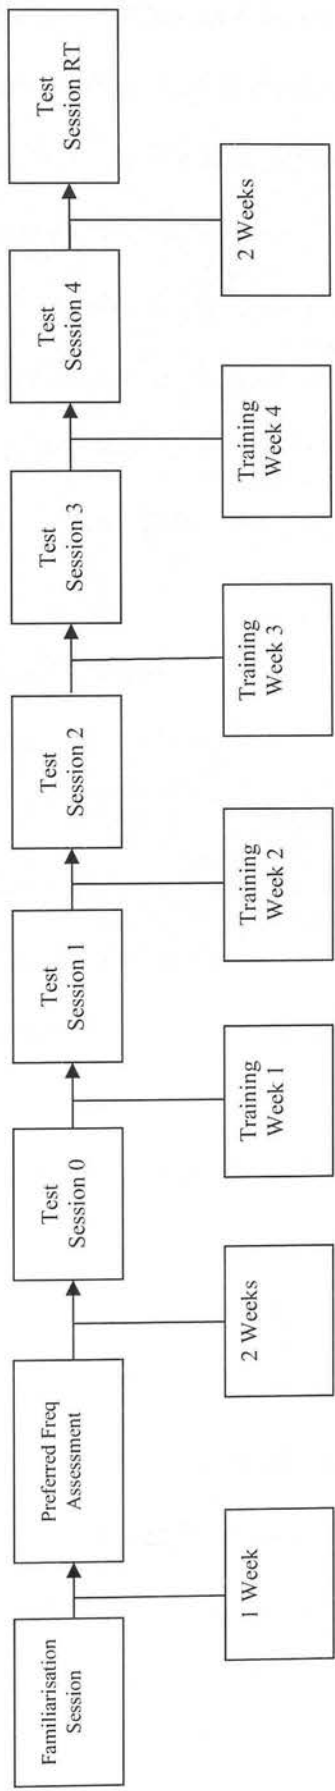 Familiarisation
Session
Preferred Freq
Assessment
Test
Session 0
Test
Session 1
Test
Session 2
Test
Session 3
Test
Session 4
Test
Session RT
1 Week
2 Weeks
Training
Week 1
Training
Week 2
Training
Week 3
Training
Week 4
2 Weeks